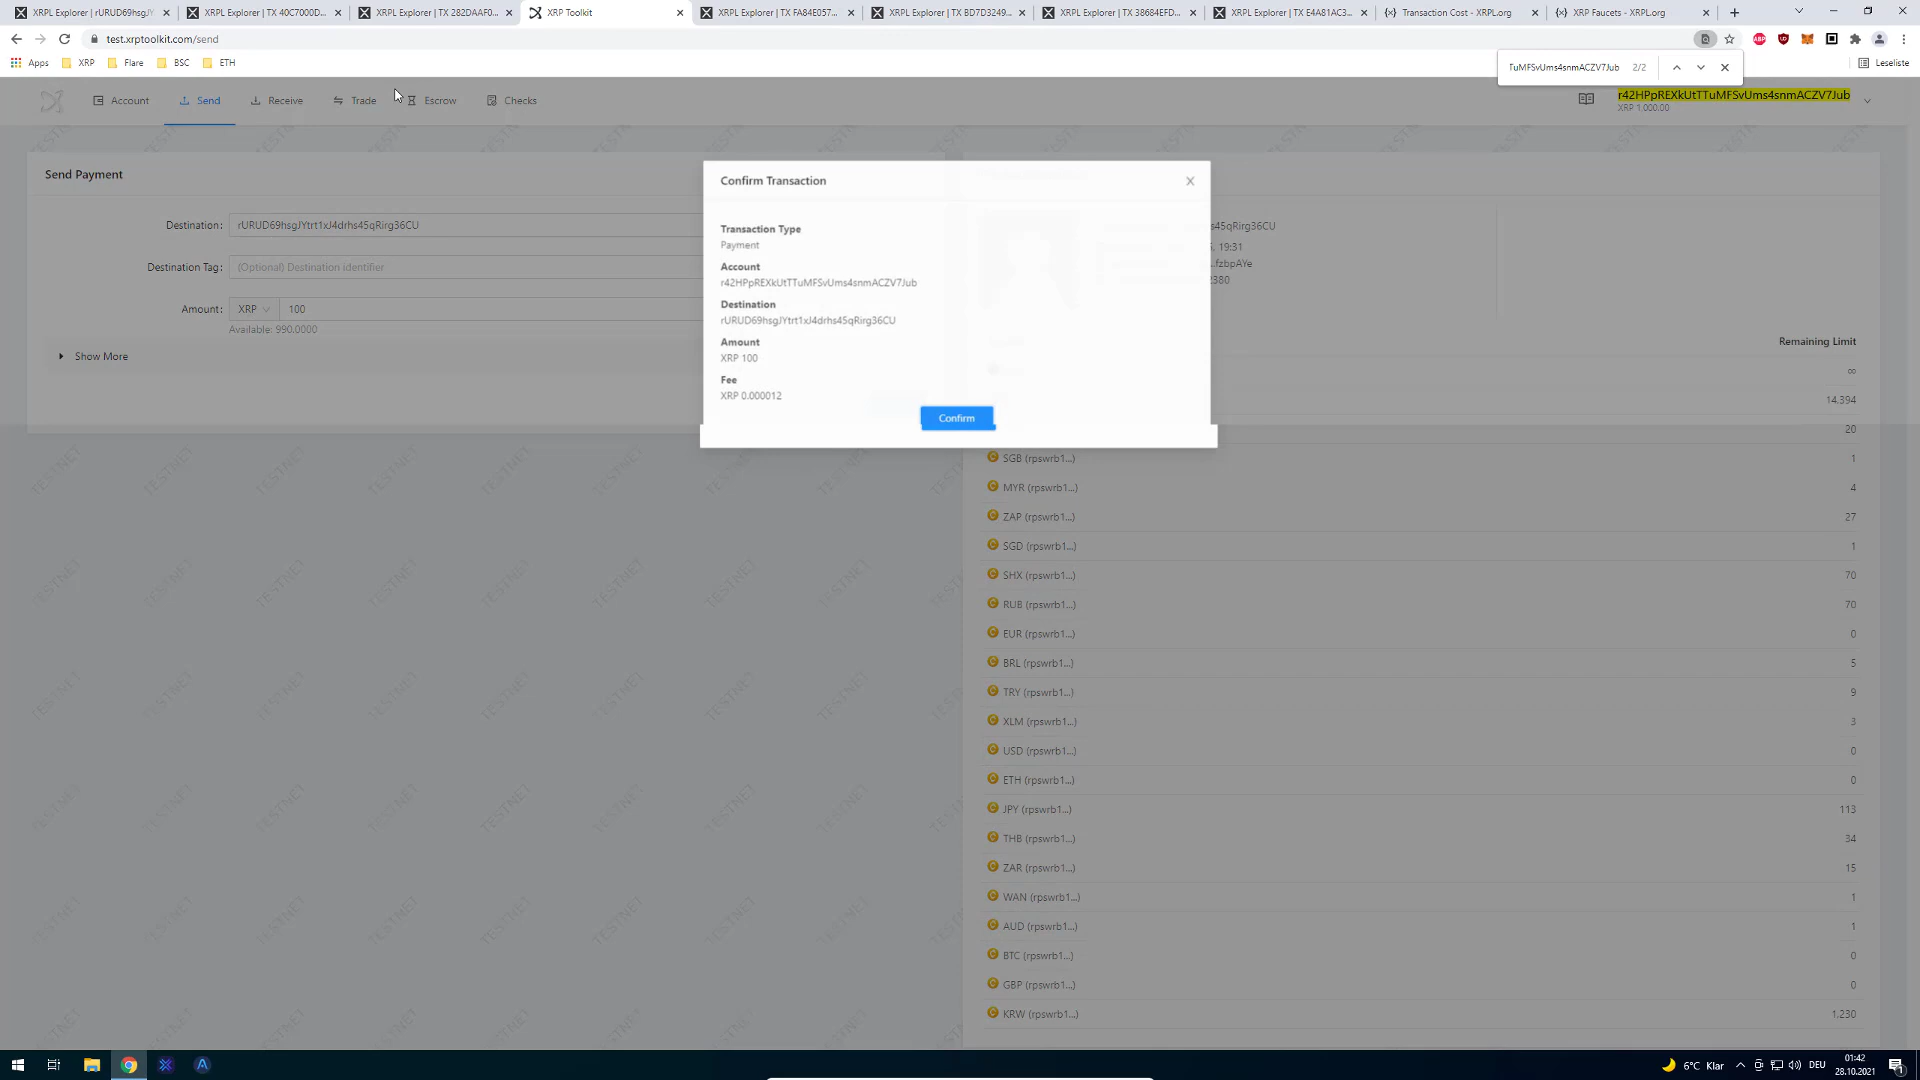 XRPL Explorer | rURUD69hsgJY
XRPL Explorer | TX 40C7000D...
XRPL Explorer | TX 282DAAF0...
XRP Toolkit
XRPL Explorer | TX FA84E057...
XRPL Explorer | TX BD7D3249...
XRPL Explorer | TX 38684EFD...
XRPL Explorer | TX E4A81AC3...
Transaction Cost - XRPL.org
XRP Faucets - XRPL.org
test.xrptoolkit.com/send
Apps
XRP
Flare
BSC
ETH
TuMFSvUms4snmACZV7Jub 2/2
Leseliste
Account
Send
Receive
Trade
Escrow
Checks
r42HPpREXkUtTTuMFSvUms4snmACZV7Jub
XRP 1,000.00
Send Payment
Destination: rURUD69hsgJYtrt1xJ4drhs45qRirg36CU
Destination Tag: (Optional) Destination identifier
Amount: XRP 100
Available: 990.0000
Show More
Confirm Transaction
Transaction Type
Payment
Account
r42HPpREXkUtTTuMFSvUms4snmACZV7Jub
Destination
rURUD69hsgJYtrt1xJ4drhs45qRirg36CU
Amount
XRP 100
Fee
XRP 0.000012
Confirm
s45qRirg36CU
, 19:31
.fzbpAYe
2380
Remaining Limit
∞
14,394
20
SGB (rpswrb1...) 1
MYR (rpswrb1...) 4
ZAP (rpswrb1...) 27
SGD (rpswrb1...) 1
SHX (rpswrb1...) 70
RUB (rpswrb1...) 70
EUR (rpswrb1...) 0
BRL (rpswrb1...) 5
TRY (rpswrb1...) 9
XLM (rpswrb1...) 3
USD (rpswrb1...) 0
ETH (rpswrb1...) 0
JPY (rpswrb1...) 113
THB (rpswrb1...) 34
ZAR (rpswrb1...) 15
WAN (rpswrb1...) 1
AUD (rpswrb1...) 1
BTC (rpswrb1...) 0
GBP (rpswrb1...) 0
KRW (rpswrb1...) 1,230
TESTNET
6°C Klar
DEU
01:42
28.10.2021